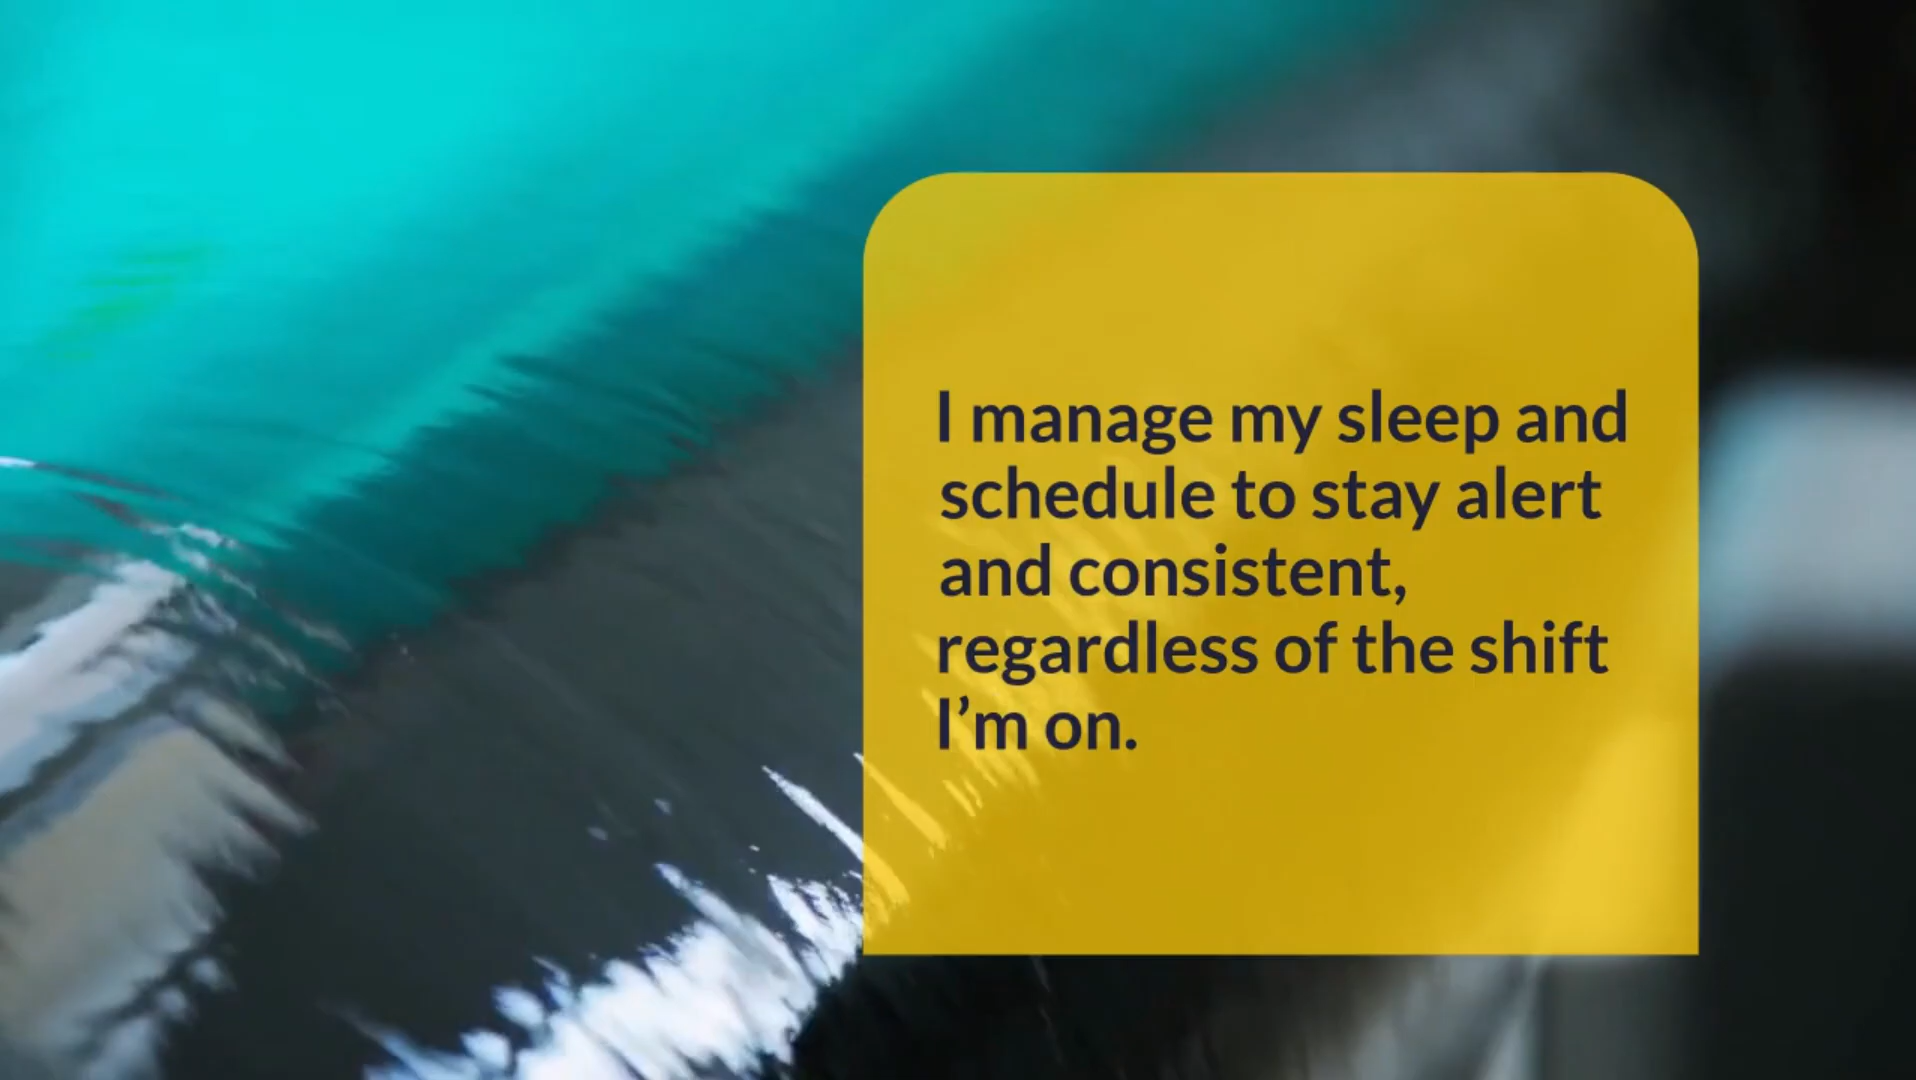 I manage my sleep and
schedule to stay alert
and consistent,
regardless of the shift
I’m on.